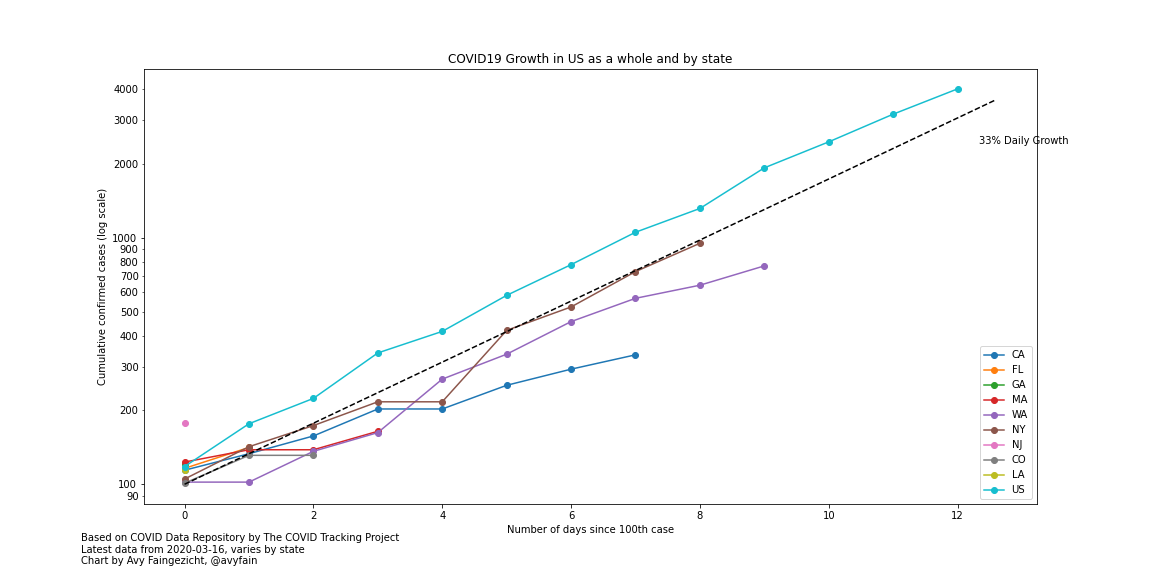 COVID19 Growth in US as a whole and by state
4000
3000
2000
1000
900
800
700
600
500
400
300
200
100
90
Cumulative confirmed cases (log scale)
33% Daily Growth
CA
FL
GA
MA
WA
NY
NJ
CO
LA
US
0 2 4 6 8 10 12
Number of days since 100th case
Based on COVID Data Repository by The COVID Tracking Project
Latest data from 2020-03-16, varies by state
Chart by Avy Faingezicht, @avyfain